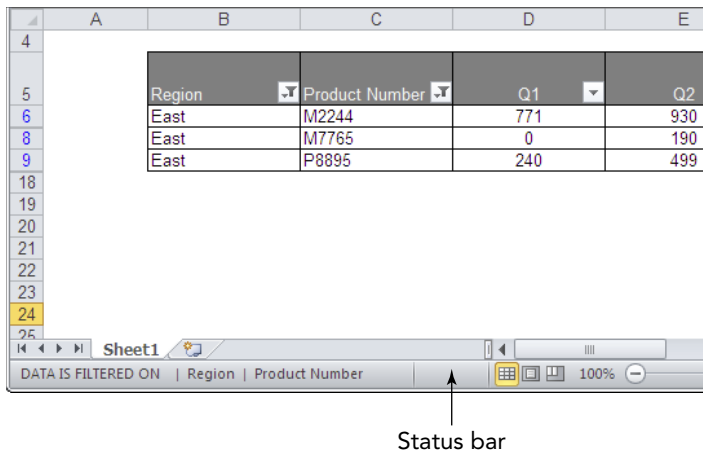 A B C D E
4
5 Region Product Number Q1 Q2
6 East M2244 771 930
8 East M7765 0 190
9 East P8895 240 499
18
19
20
21
22
23
24
25
Sheet1
DATA IS FILTERED ON | Region | Product Number 100%
Status bar